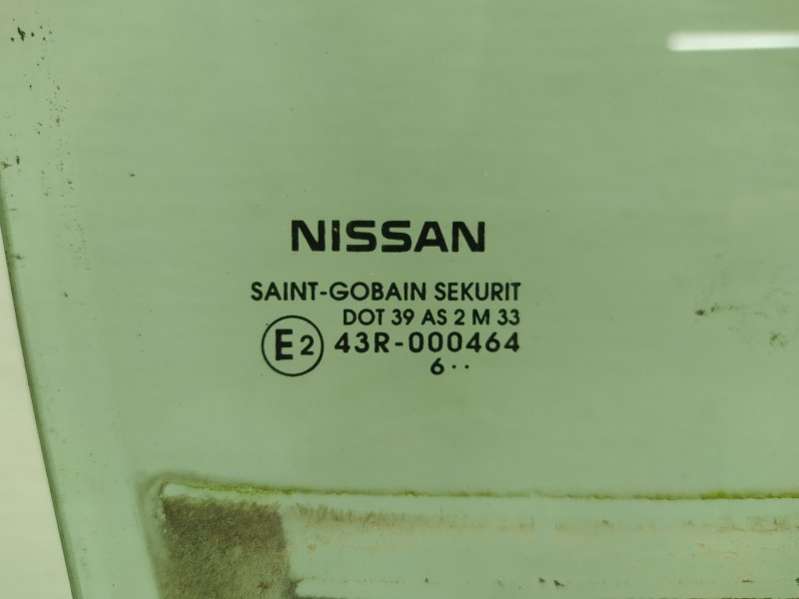 NISSAN
SAINT-GOBAIN SEKURIT
DOT 39 AS 2 M 33
E2 43R-000464
6··